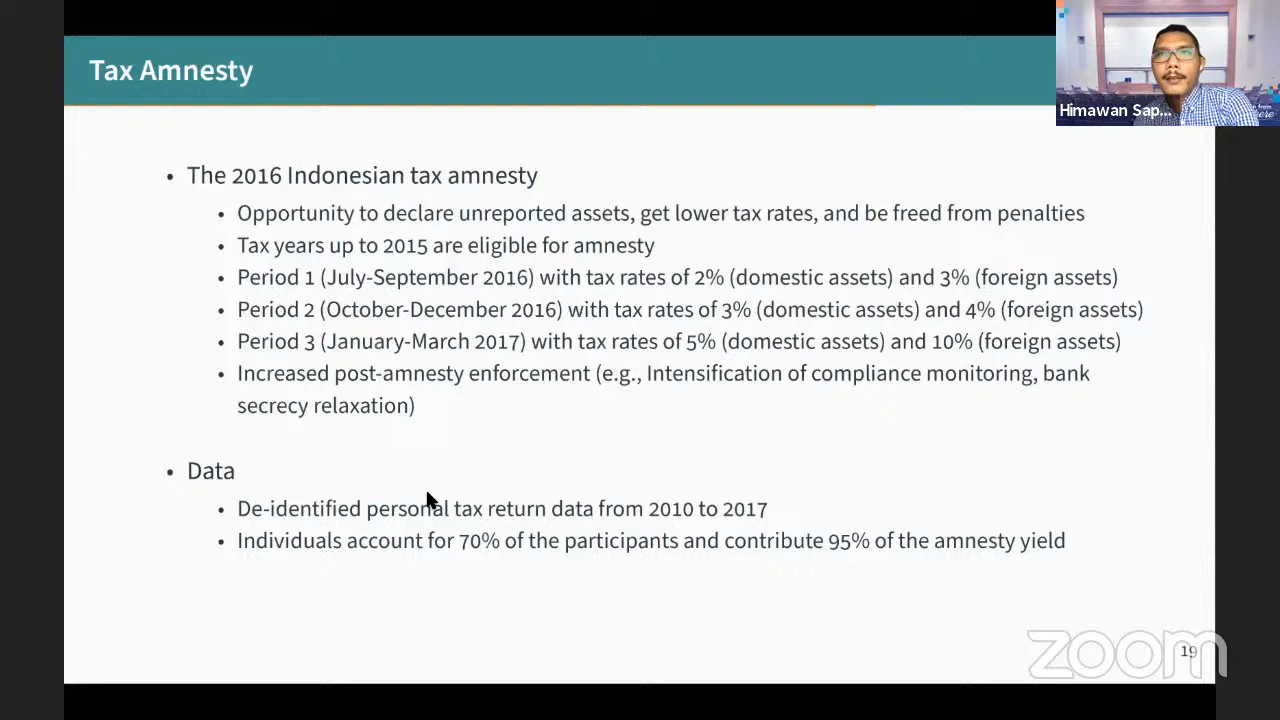 Tax Amnesty
Himawan Sap...
• The 2016 Indonesian tax amnesty
• Opportunity to declare unreported assets, get lower tax rates, and be freed from penalties
• Tax years up to 2015 are eligible for amnesty
• Period 1 (July-September 2016) with tax rates of 2% (domestic assets) and 3% (foreign assets)
• Period 2 (October-December 2016) with tax rates of 3% (domestic assets) and 4% (foreign assets)
• Period 3 (January-March 2017) with tax rates of 5% (domestic assets) and 10% (foreign assets)
• Increased post-amnesty enforcement (e.g., Intensification of compliance monitoring, bank
secrecy relaxation)
• Data
• De-identified personal tax return data from 2010 to 2017
• Individuals account for 70% of the participants and contribute 95% of the amnesty yield
zoom
19